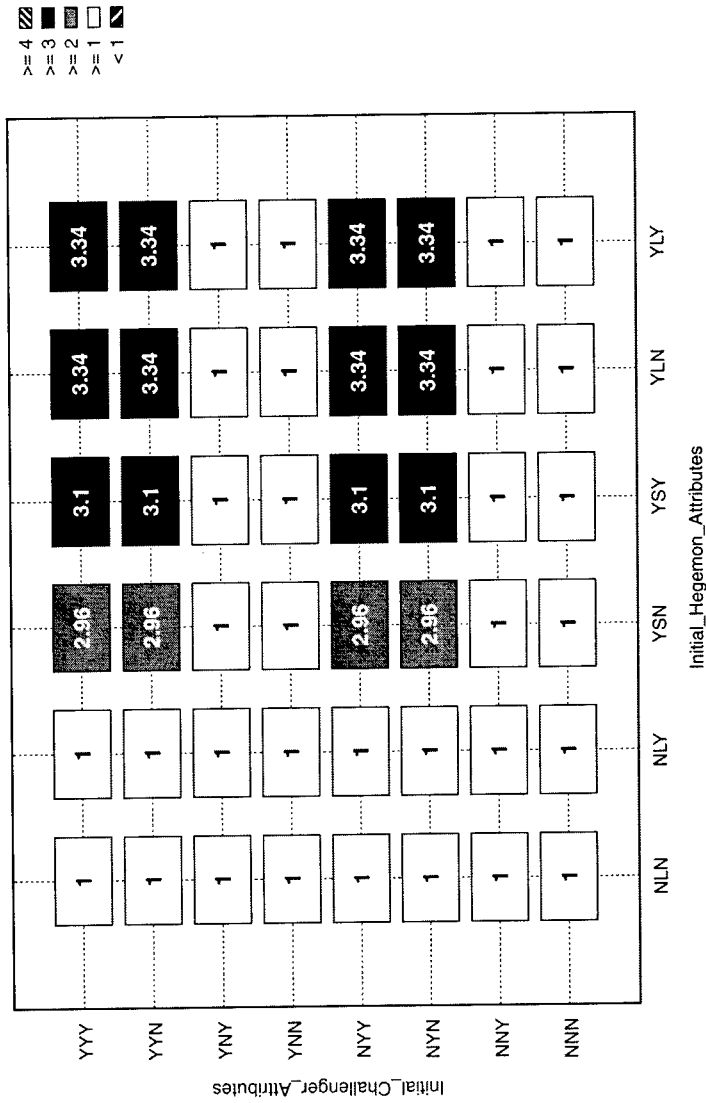 >= 4
>= 3
>= 2
>= 1
< 1
YYY 1 1 2.96 3.1 3.34 3.34
YYN 1 1 2.96 3.1 3.34 3.34
YNY 1 1 1 1 1 1
YNN 1 1 1 1 1 1
NYY 1 1 2.96 3.1 3.34 3.34
NYN 1 1 2.96 3.1 3.34 3.34
NNY 1 1 1 1 1 1
NNN 1 1 1 1 1 1
NLN NLY YSN YSY YLN YLY
Initial_Hegemon_Attributes
Initial_Challenger_Attributes